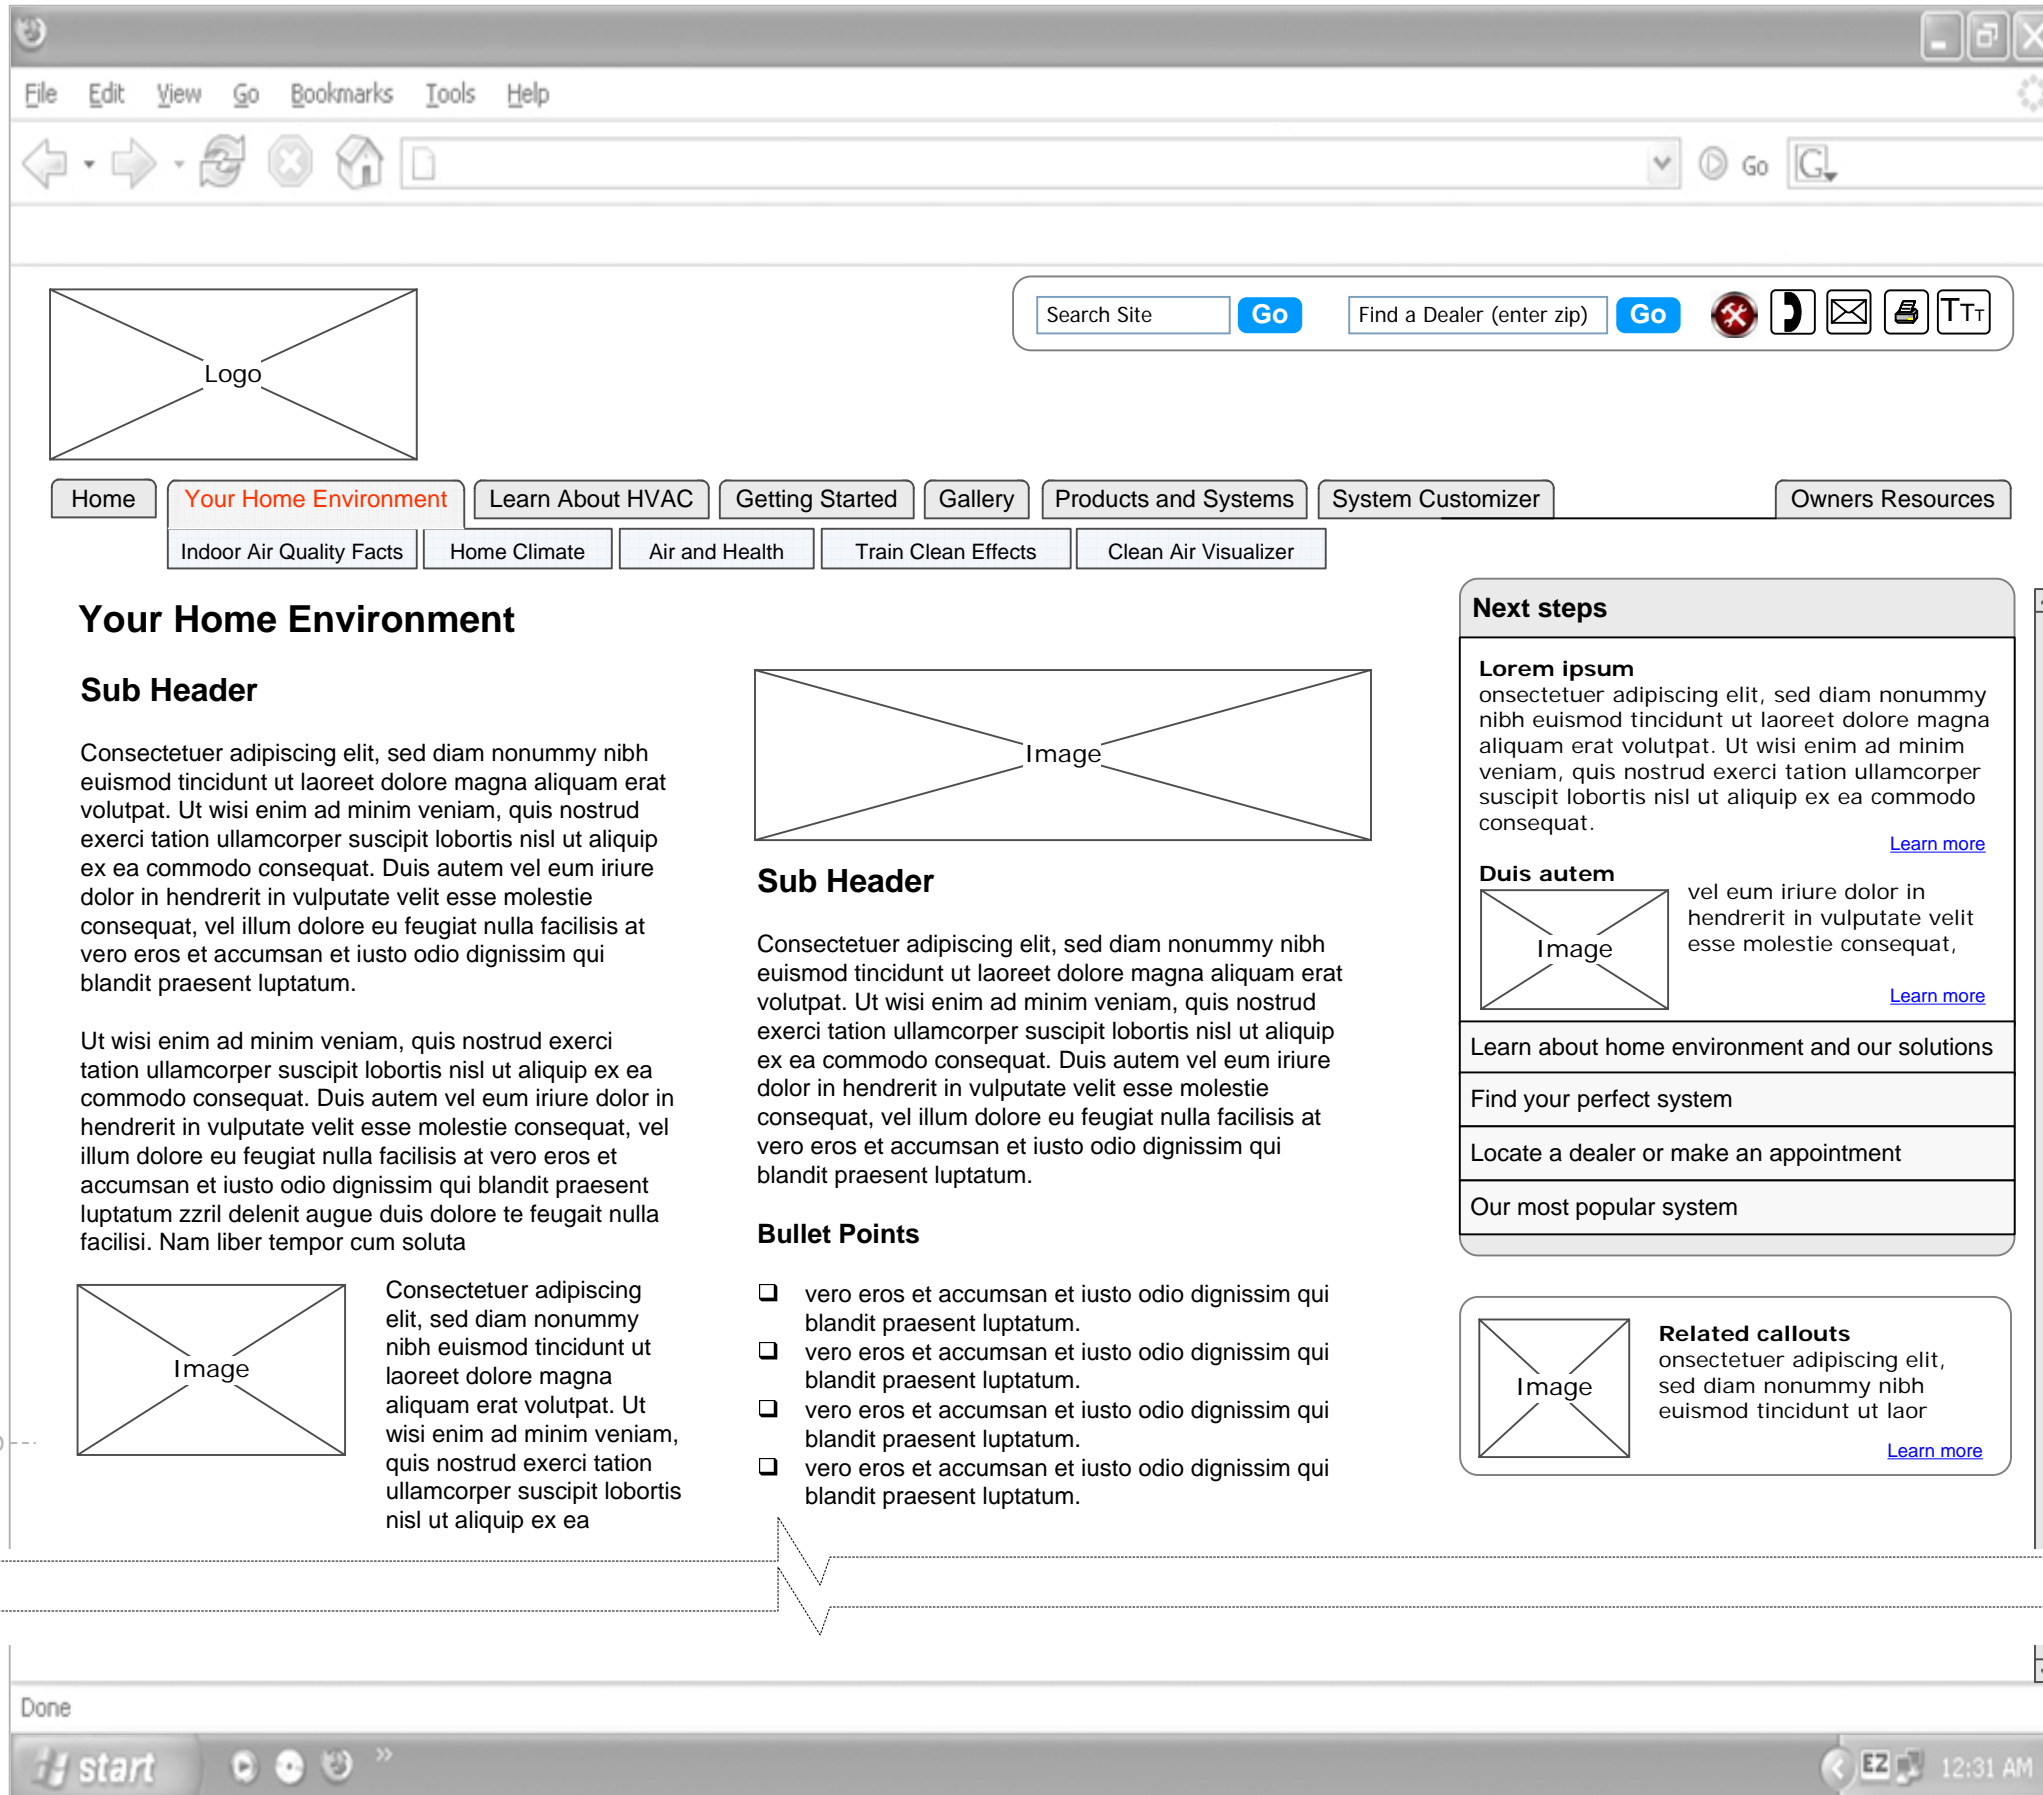 File Edit View Go Bookmarks Tools Help
Go G
Search Site Go Find a Dealer (enter zip) Go TTT
Logo
Home Your Home Environment Learn About HVAC Getting Started Gallery Products and Systems System Customizer Owners Resources
Indoor Air Quality Facts Home Climate Air and Health Train Clean Effects Clean Air Visualizer
Your Home Environment
Sub Header
Consectetuer adipiscing elit, sed diam nonummy nibh
euismod tincidunt ut laoreet dolore magna aliquam erat
volutpat. Ut wisi enim ad minim veniam, quis nostrud
exerci tation ullamcorper suscipit lobortis nisl ut aliquip
ex ea commodo consequat. Duis autem vel eum iriure
dolor in hendrerit in vulputate velit esse molestie
consequat, vel illum dolore eu feugiat nulla facilisis at
vero eros et accumsan et iusto odio dignissim qui
blandit praesent luptatum.
Ut wisi enim ad minim veniam, quis nostrud exerci
tation ullamcorper suscipit lobortis nisl ut aliquip ex ea
commodo consequat. Duis autem vel eum iriure dolor in
hendrerit in vulputate velit esse molestie consequat, vel
illum dolore eu feugiat nulla facilisis at vero eros et
accumsan et iusto odio dignissim qui blandit praesent
luptatum zzril delenit augue duis dolore te feugait nulla
facilisi. Nam liber tempor cum soluta
Image
Consectetuer adipiscing
elit, sed diam nonummy
nibh euismod tincidunt ut
laoreet dolore magna
aliquam erat volutpat. Ut
wisi enim ad minim veniam,
quis nostrud exerci tation
ullamcorper suscipit lobortis
nisl ut aliquip ex ea
Image
Sub Header
Consectetuer adipiscing elit, sed diam nonummy nibh
euismod tincidunt ut laoreet dolore magna aliquam erat
volutpat. Ut wisi enim ad minim veniam, quis nostrud
exerci tation ullamcorper suscipit lobortis nisl ut aliquip
ex ea commodo consequat. Duis autem vel eum iriure
dolor in hendrerit in vulputate velit esse molestie
consequat, vel illum dolore eu feugiat nulla facilisis at
vero eros et accumsan et iusto odio dignissim qui
blandit praesent luptatum.
Bullet Points
❑ vero eros et accumsan et iusto odio dignissim qui
blandit praesent luptatum.
❑ vero eros et accumsan et iusto odio dignissim qui
blandit praesent luptatum.
❑ vero eros et accumsan et iusto odio dignissim qui
blandit praesent luptatum.
❑ vero eros et accumsan et iusto odio dignissim qui
blandit praesent luptatum.
Next steps
Lorem ipsum
onsectetuer adipiscing elit, sed diam nonummy
nibh euismod tincidunt ut laoreet dolore magna
aliquam erat volutpat. Ut wisi enim ad minim
veniam, quis nostrud exerci tation ullamcorper
suscipit lobortis nisl ut aliquip ex ea commodo
consequat.
Learn more
Duis autem
Image
vel eum iriure dolor in
hendrerit in vulputate velit
esse molestie consequat,
Learn more
Learn about home environment and our solutions
Find your perfect system
Locate a dealer or make an appointment
Our most popular system
Image
Related callouts
onsectetuer adipiscing elit,
sed diam nonummy nibh
euismod tincidunt ut laor
Learn more
Done
start » EZ 12:31 AM